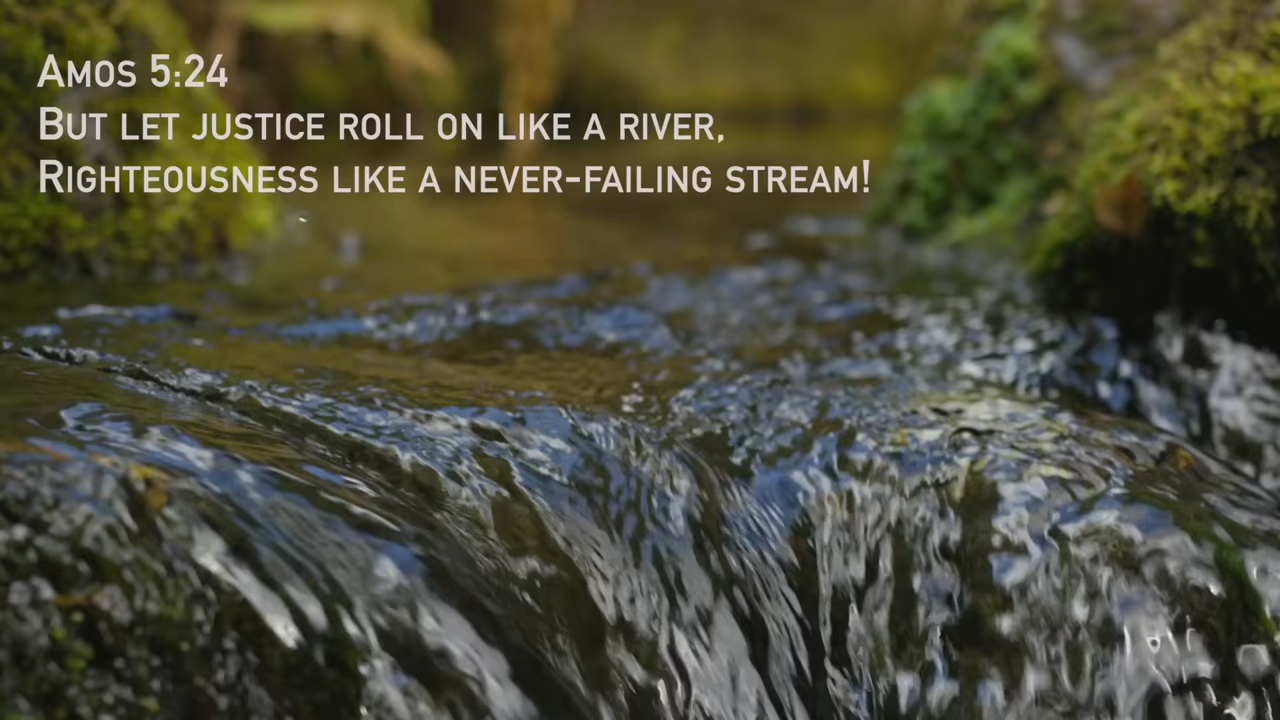 Amos 5:24
But let justice roll on like a river,
Righteousness like a never-failing stream!